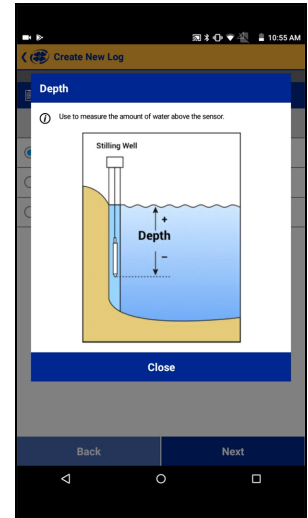 10:55 AM
Create New Log
Depth
Use to measure the amount of water above the sensor.
Stilling Well
+
Depth
–
Close
Back
Next